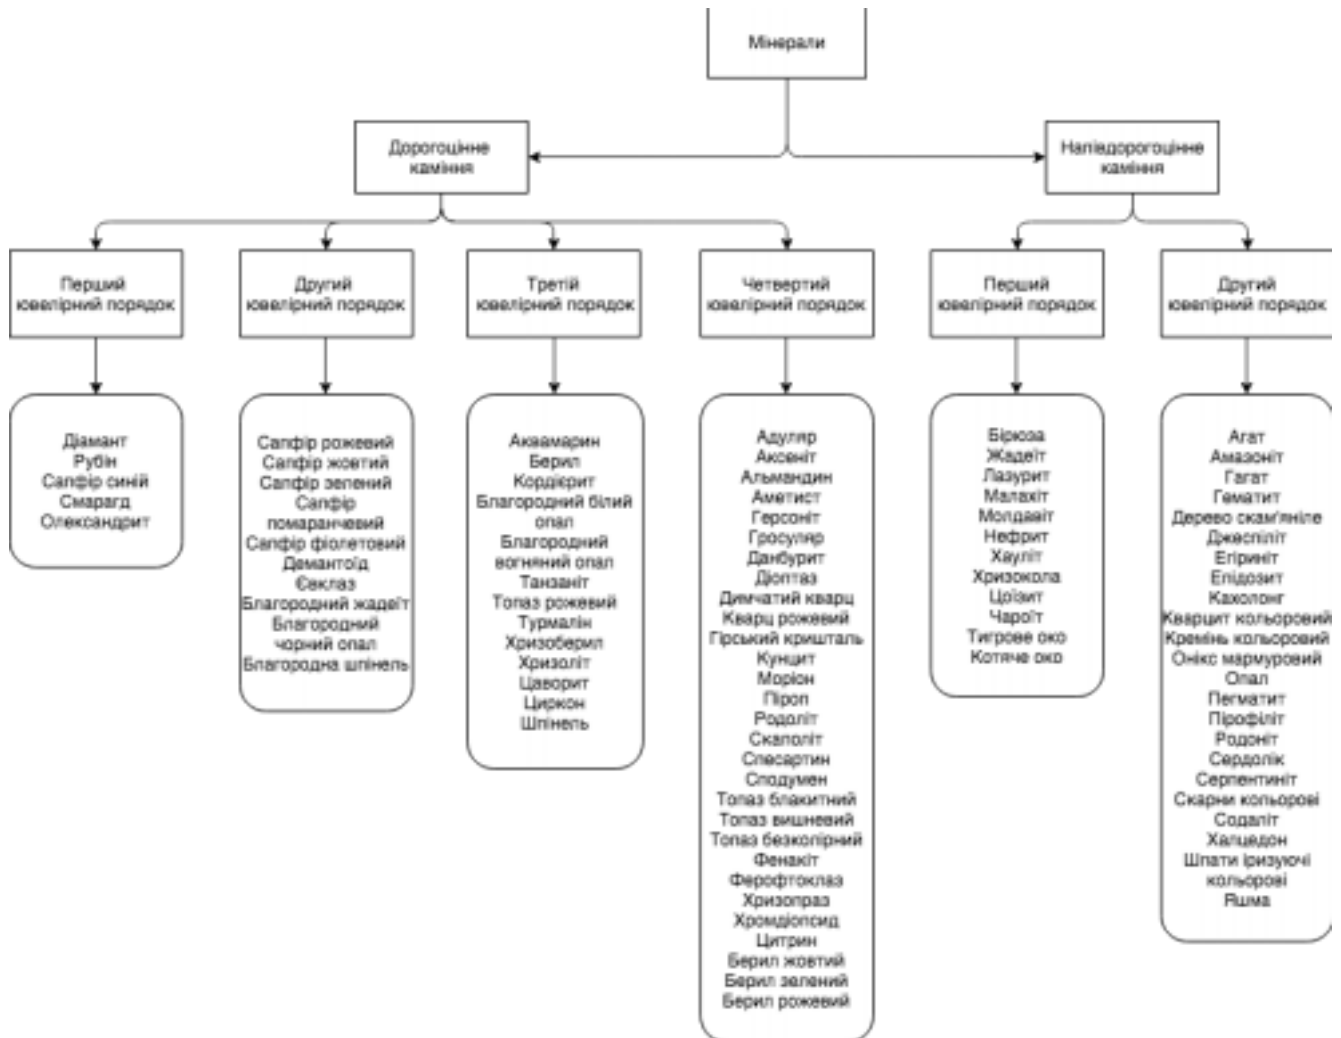 Мінерали
Дорогоцінне
каміння
Напівдорогоцінне
каміння
Перший
ювелірний порядок
Другий
ювелірний порядок
Третій
ювелірний порядок
Четвертий
ювелірний порядок
Перший
ювелірний порядок
Другий
ювелірний порядок
Діамант
Рубін
Сапфір синій
Смарагд
Олександрит
Сапфір рожевий
Сапфір жовтий
Сапфір зелений
Сапфір
помаранчевий
Сапфір фіолетовий
Демантоїд
Євклаз
Благородний жадеїт
Благородний
чорний опал
Благородна шпінель
Аквамарин
Берил
Кордієрит
Благородний білий
опал
Благородний
вогняний опал
Танзаніт
Топаз рожевий
Турмалін
Хризоберил
Хризоліт
Цаворит
Циркон
Шпінель
Адуляр
Аксеніт
Альмандин
Аметист
Герсоніт
Гросуляр
Данбурит
Діоптаз
Димчатий кварц
Кварц рожевий
Гірський кришталь
Кунцит
Моріон
Піроп
Родоліт
Скаполіт
Спесартин
Сподумен
Топаз блакитний
Топаз вишневий
Топаз безколірний
Фенакіт
Ферофтоклаз
Хризопраз
Хромдіопсид
Цитрин
Берил жовтий
Берил зелений
Берил рожевий
Бірюза
Жадеїт
Лазурит
Малахіт
Молдавіт
Нефрит
Хауліт
Хризокола
Цоїзит
Чароїт
Тигрове око
Котяче око
Агат
Амазоніт
Гагат
Гематит
Дерево скам'яніле
Джеспіліт
Егіриніт
Епідозит
Кахолонг
Кварцит кольоровий
Кремінь кольоровий
Онікс мармуровий
Опал
Пегматит
Пірофіліт
Родоніт
Сердолік
Серпентиніт
Скарни кольорові
Содаліт
Халцедон
Шпати іризуючі
кольорові
Яшма